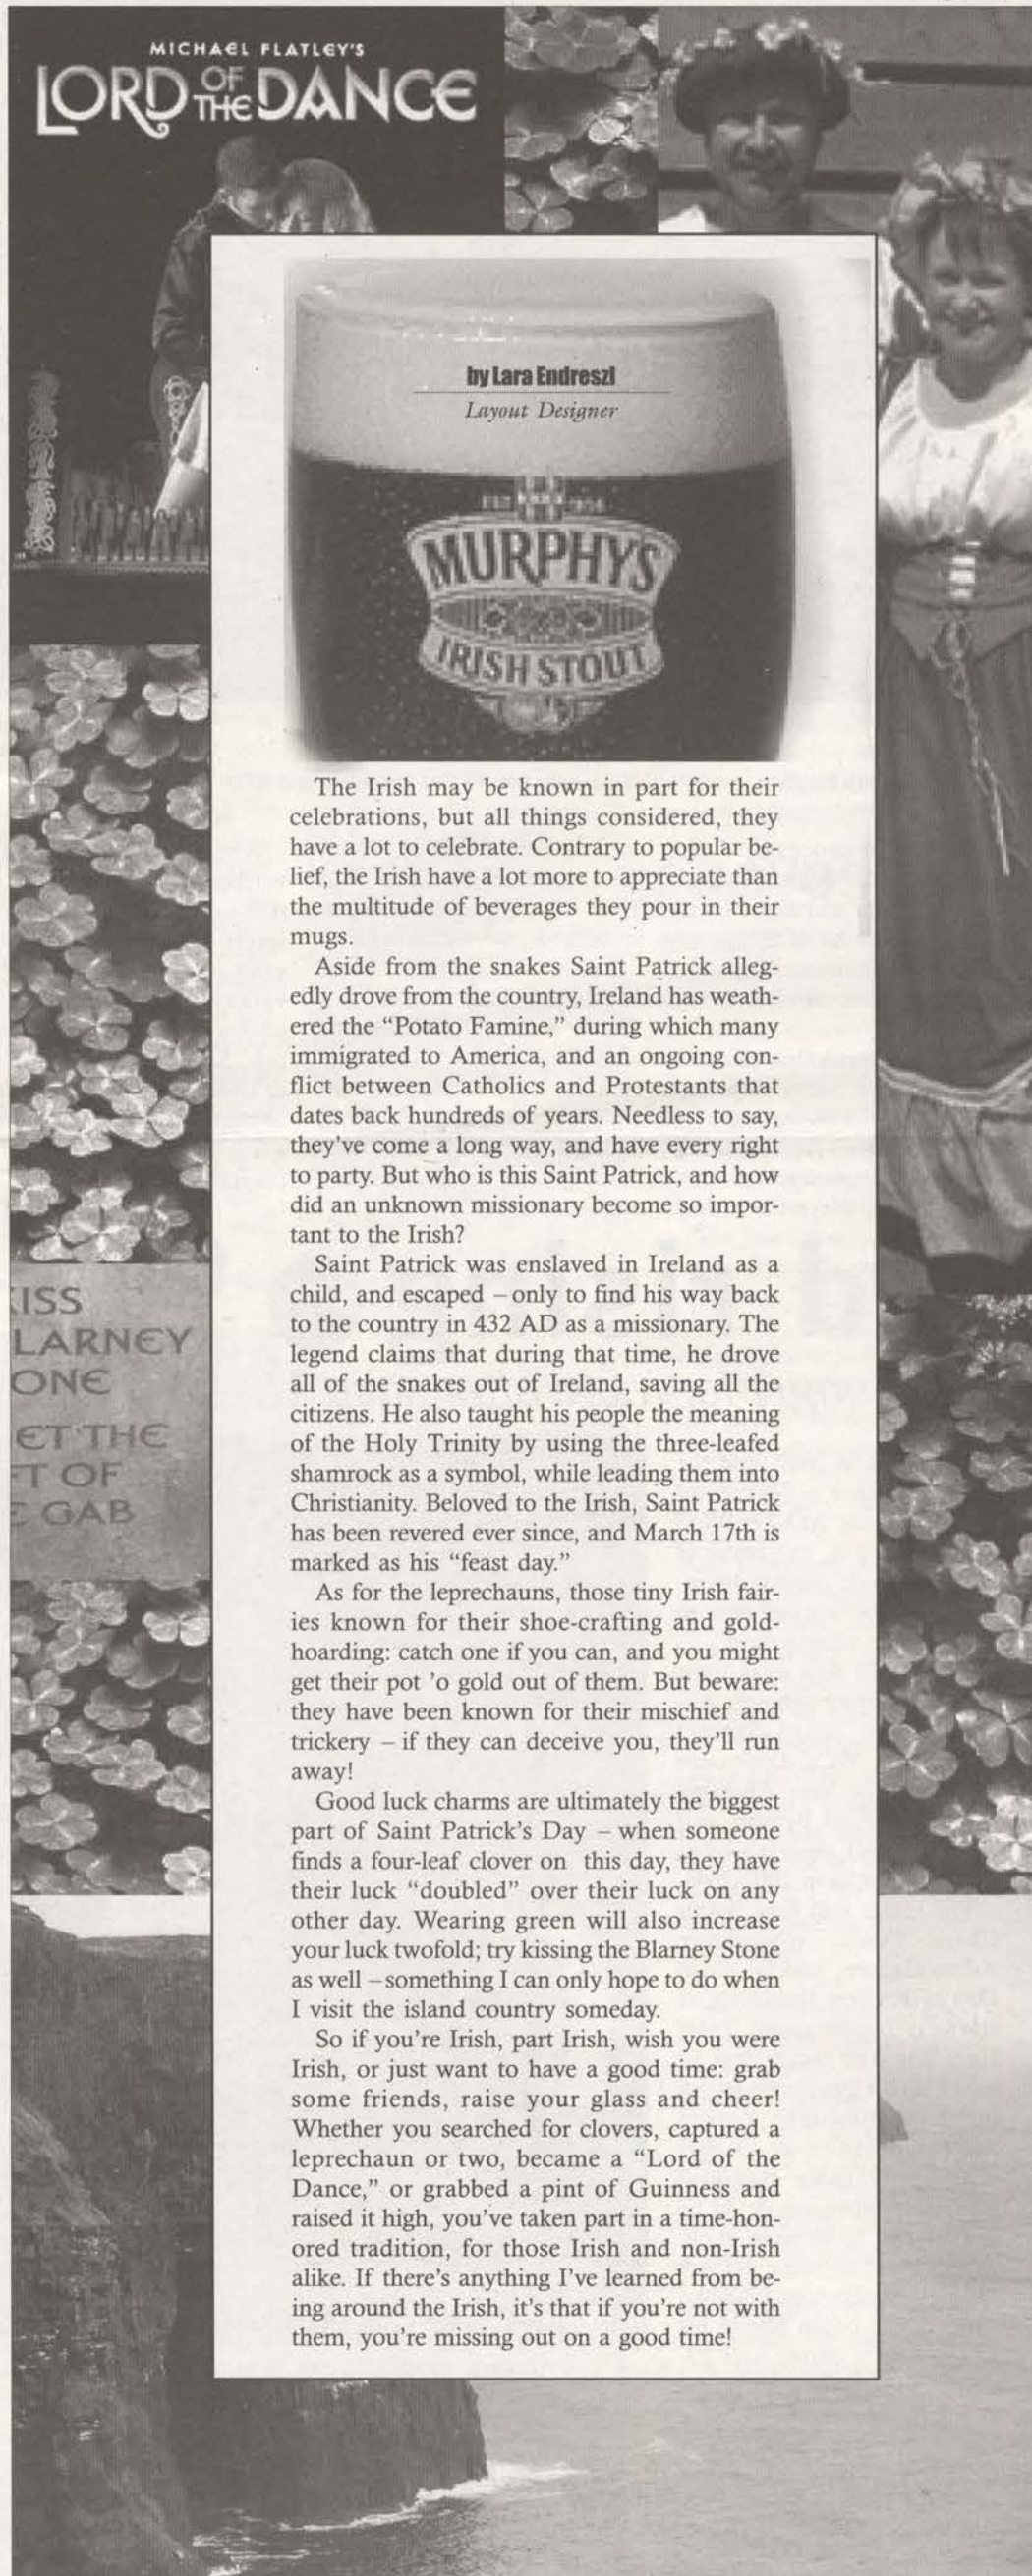 MICHAEL FLATLEY'S
LORD OF THE DANCE
by Lara Endreszl
Layout Designer
MURPHYS
IRISH STOUT
The Irish may be known in part for their
celebrations, but all things considered, they
have a lot to celebrate. Contrary to popular be-
lief, the Irish have a lot more to appreciate than
the multitude of beverages they pour in their
mugs.
Aside from the snakes Saint Patrick alleg-
edly drove from the country, Ireland has weath-
ered the “Potato Famine,” during which many
immigrated to America, and an ongoing con-
flict between Catholics and Protestants that
dates back hundreds of years. Needless to say,
they've come a long way, and have every right
to party. But who is this Saint Patrick, and how
did an unknown missionary become so impor-
tant to the Irish?
Saint Patrick was enslaved in Ireland as a
child, and escaped – only to find his way back
to the country in 432 AD as a missionary. The
legend claims that during that time, he drove
all of the snakes out of Ireland, saving all the
citizens. He also taught his people the meaning
of the Holy Trinity by using the three-leafed
shamrock as a symbol, while leading them into
Christianity. Beloved to the Irish, Saint Patrick
has been revered ever since, and March 17th is
marked as his “feast day.”
As for the leprechauns, those tiny Irish fair-
ies known for their shoe-crafting and gold-
hoarding: catch one if you can, and you might
get their pot 'o gold out of them. But beware:
they have been known for their mischief and
trickery – if they can deceive you, they'll run
away!
Good luck charms are ultimately the biggest
part of Saint Patrick's Day – when someone
finds a four-leaf clover on this day, they have
their luck “doubled” over their luck on any
other day. Wearing green will also increase
your luck twofold; try kissing the Blarney Stone
as well – something I can only hope to do when
I visit the island country someday.
So if you're Irish, part Irish, wish you were
Irish, or just want to have a good time: grab
some friends, raise your glass and cheer!
Whether you searched for clovers, captured a
leprechaun or two, became a “Lord of the
Dance,” or grabbed a pint of Guinness and
raised it high, you've taken part in a time-hon-
ored tradition, for those Irish and non-Irish
alike. If there's anything I've learned from be-
ing around the Irish, it's that if you're not with
them, you're missing out on a good time!
ISS
LARNEY
ONE
ET THE
T OF
GAB